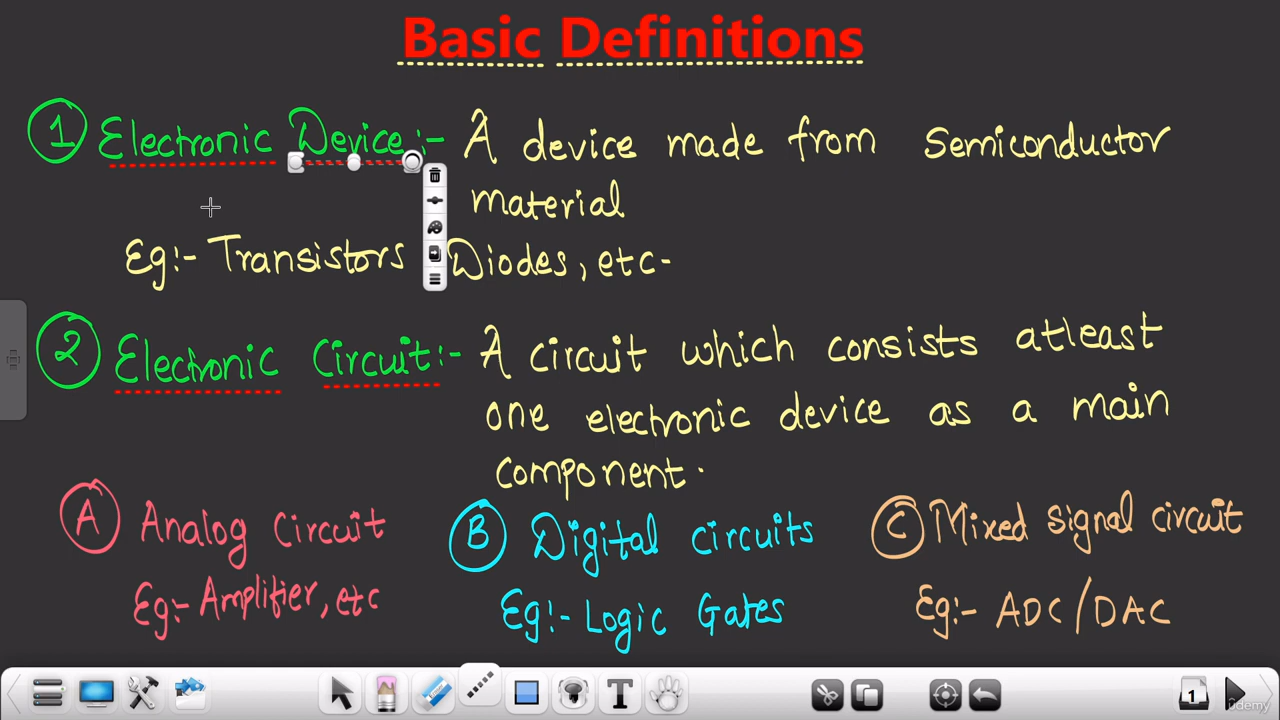 Basic Definitions
① Electronic Device :- A device made from Semiconductor
material
Eg:- Transistors Diodes, etc.
② Electronic Circuit :- A circuit which consists atleast
one electronic device as a main
component.
Ⓐ Analog Circuit
Eg:- Amplifier, etc
Ⓑ Digital circuits
Eg:- Logic Gates
Ⓒ Mixed signal circuit
Eg:- ADC/DAC
T
1
udemy